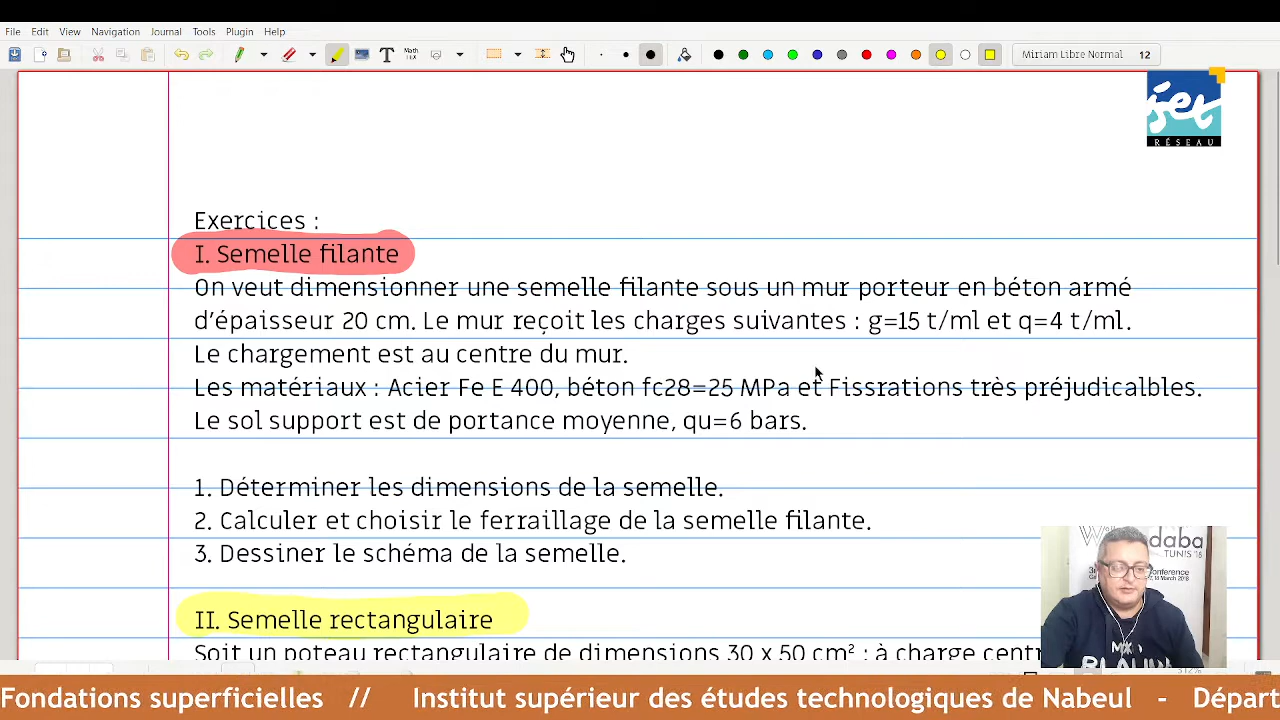 File Edit View Navigation Journal Tools Plugin Help
Math
Miriam Libre Normal 12
RÉSEAU
Exercices :
I. Semelle filante
On veut dimensionner une semelle filante sous un mur porteur en béton armé
d'épaisseur 20 cm. Le mur reçoit les charges suivantes : g=15 t/ml et q=4 t/ml.
Le chargement est au centre du mur.
Les matériaux : Acier Fe E 400, béton fc28=25 MPa et Fissrations très préjudicalbles.
Le sol support est de portance moyenne, qu=6 bars.
1. Déterminer les dimensions de la semelle.
2. Calculer et choisir le ferraillage de la semelle filante.
3. Dessiner le schéma de la semelle.
II. Semelle rectangulaire
Soit un poteau rectangulaire de dimensions 30 x 50 cm² ; à charge cent
TUNIS '18
Conference
Fondations superficielles // Institut supérieur des études technologiques de Nabeul - Départ